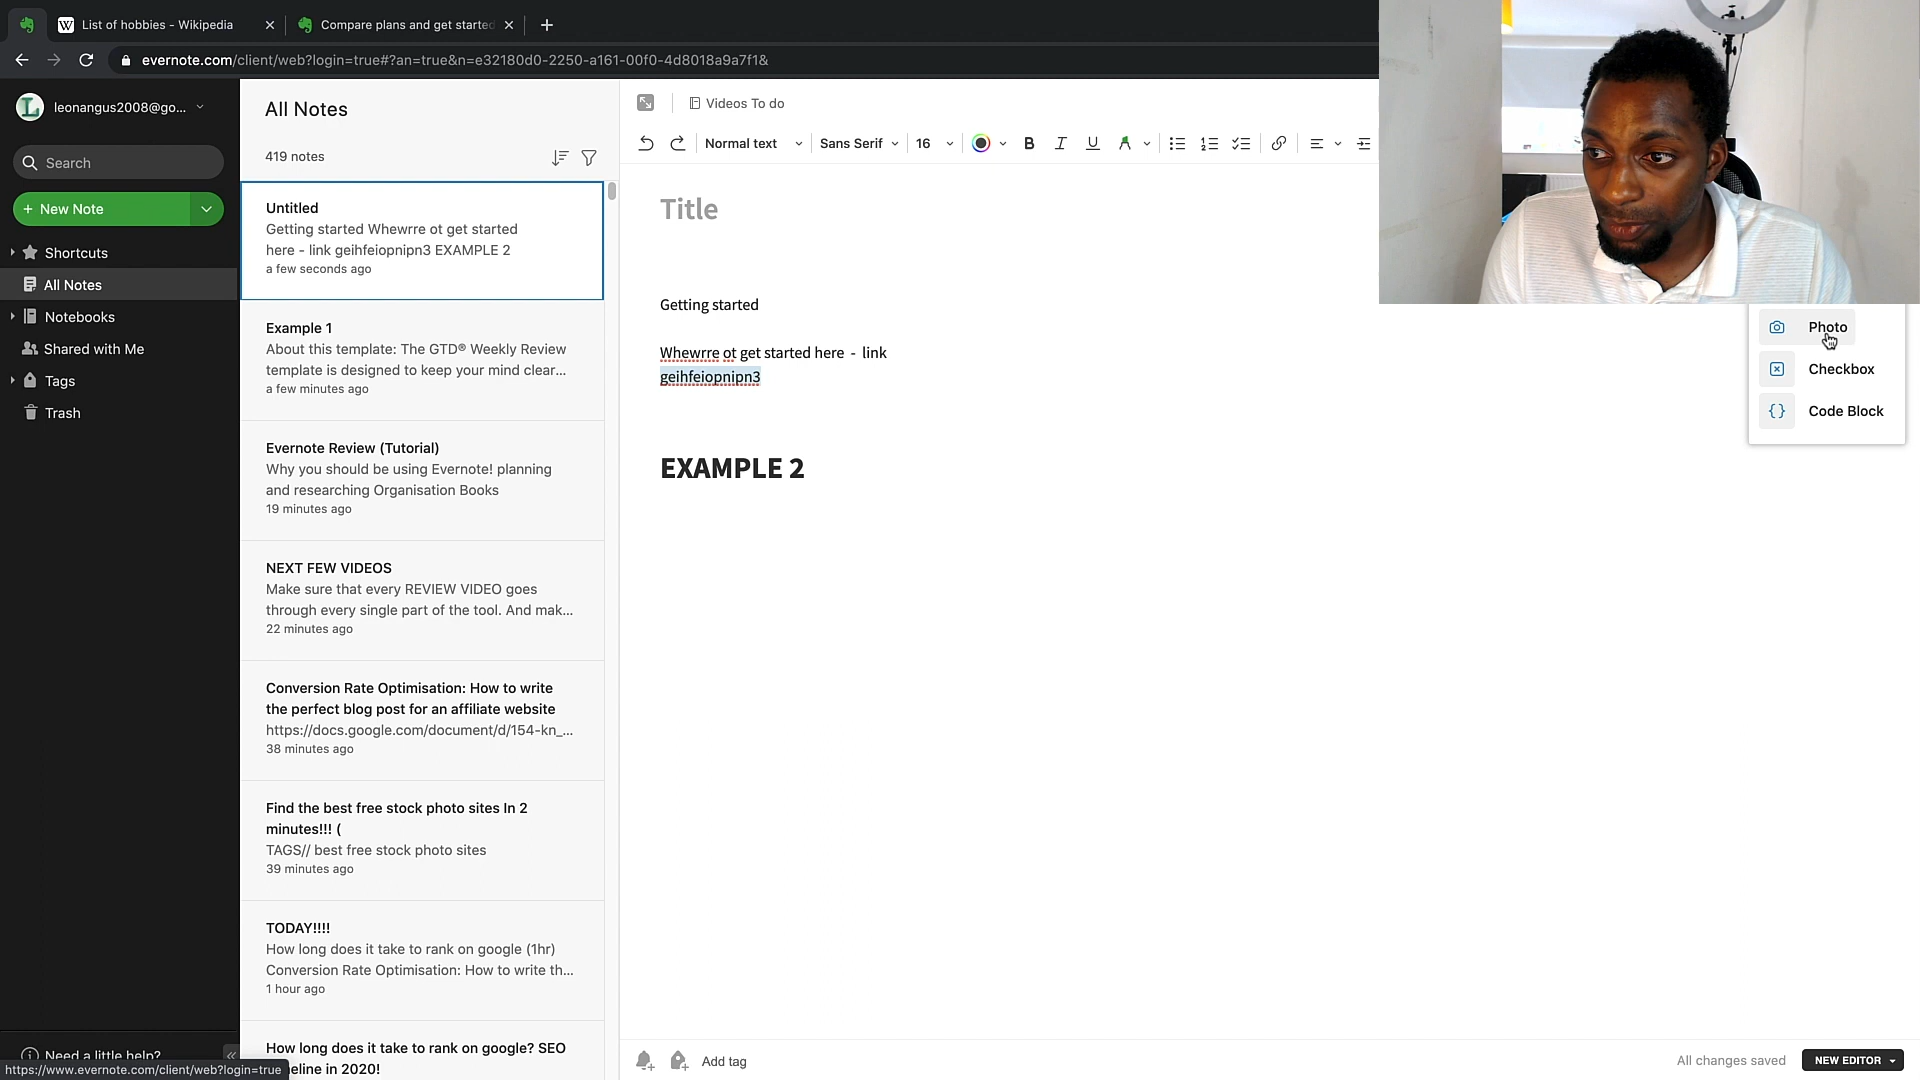 List of hobbies - Wikipedia
Compare plans and get started
evernote.com/client/web?login=true#?an=true&n=e32180d0-2250-a161-00f0-4d8018a9a7f1&
L
leonangus2008@go...
Search
+ New Note
Shortcuts
All Notes
Notebooks
Shared with Me
Tags
Trash
Need a little help?
https://www.evernote.com/client/web?login=true
All Notes
419 notes
Untitled
Getting started Whewrre ot get started
here - link geihfeiopnipn3 EXAMPLE 2
a few seconds ago
Example 1
About this template: The GTD® Weekly Review
template is designed to keep your mind clear...
a few minutes ago
Evernote Review (Tutorial)
Why you should be using Evernote! planning
and researching Organisation Books
19 minutes ago
NEXT FEW VIDEOS
Make sure that every REVIEW VIDEO goes
through every single part of the tool. And mak...
22 minutes ago
Conversion Rate Optimisation: How to write
the perfect blog post for an affiliate website
https://docs.google.com/document/d/154-kn_...
38 minutes ago
Find the best free stock photo sites In 2
minutes!!! (
TAGS// best free stock photo sites
39 minutes ago
TODAY!!!!
How long does it take to rank on google (1hr)
Conversion Rate Optimisation: How to write th...
1 hour ago
How long does it take to rank on google? SEO
eline in 2020!
Videos To do
Normal text
Sans Serif
16
B I U
Title
Getting started
Whewrre ot get started here - link
geihfeiopnipn3
EXAMPLE 2
Photo
Checkbox
Code Block
Add tag
All changes saved
NEW EDITOR